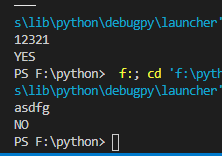 s\lib\python\debugpy\launcher'
12321
YES
PS F:\python>  f:; cd 'f:\pyth
s\lib\python\debugpy\launcher'
asdfg
NO
PS F:\python>